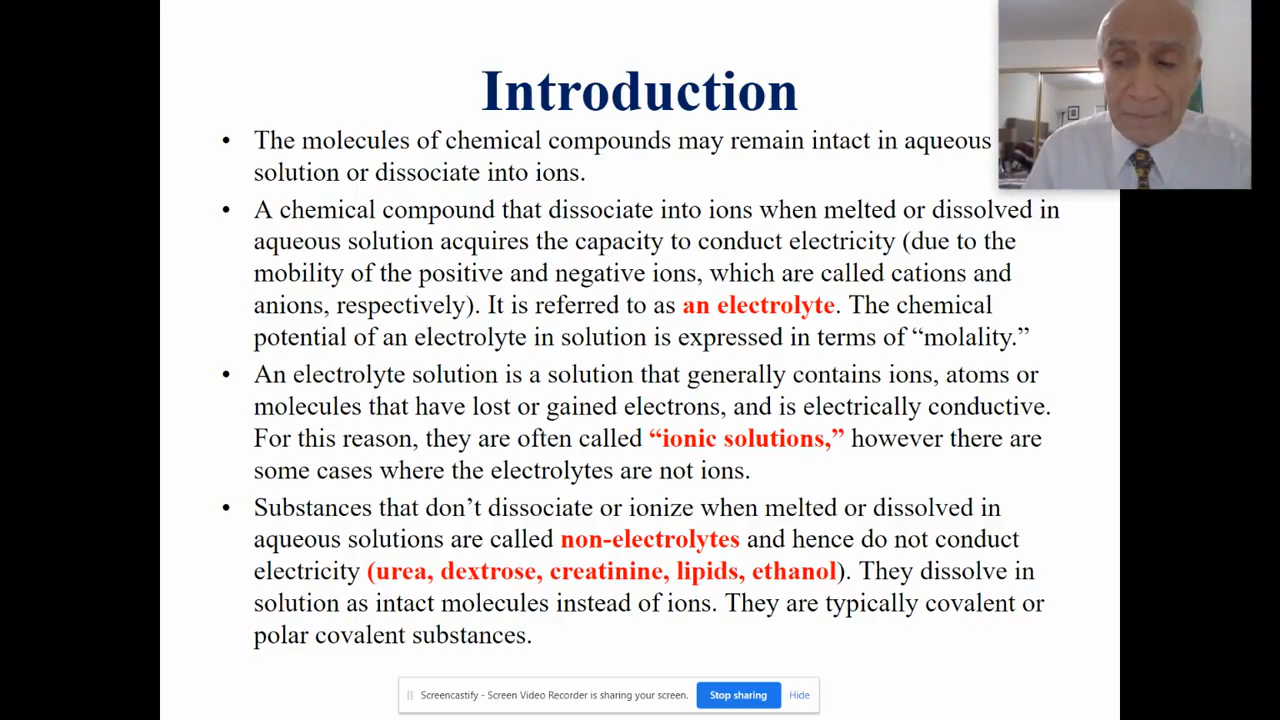 Introduction
• The molecules of chemical compounds may remain intact in aqueous
solution or dissociate into ions.
• A chemical compound that dissociate into ions when melted or dissolved in
aqueous solution acquires the capacity to conduct electricity (due to the
mobility of the positive and negative ions, which are called cations and
anions, respectively). It is referred to as an electrolyte. The chemical
potential of an electrolyte in solution is expressed in terms of “molality.”
• An electrolyte solution is a solution that generally contains ions, atoms or
molecules that have lost or gained electrons, and is electrically conductive.
For this reason, they are often called “ionic solutions,” however there are
some cases where the electrolytes are not ions.
• Substances that don’t dissociate or ionize when melted or dissolved in
aqueous solutions are called non-electrolytes and hence do not conduct
electricity (urea, dextrose, creatinine, lipids, ethanol). They dissolve in
solution as intact molecules instead of ions. They are typically covalent or
polar covalent substances.
Screencastify - Screen Video Recorder is sharing your screen. Stop sharing Hide